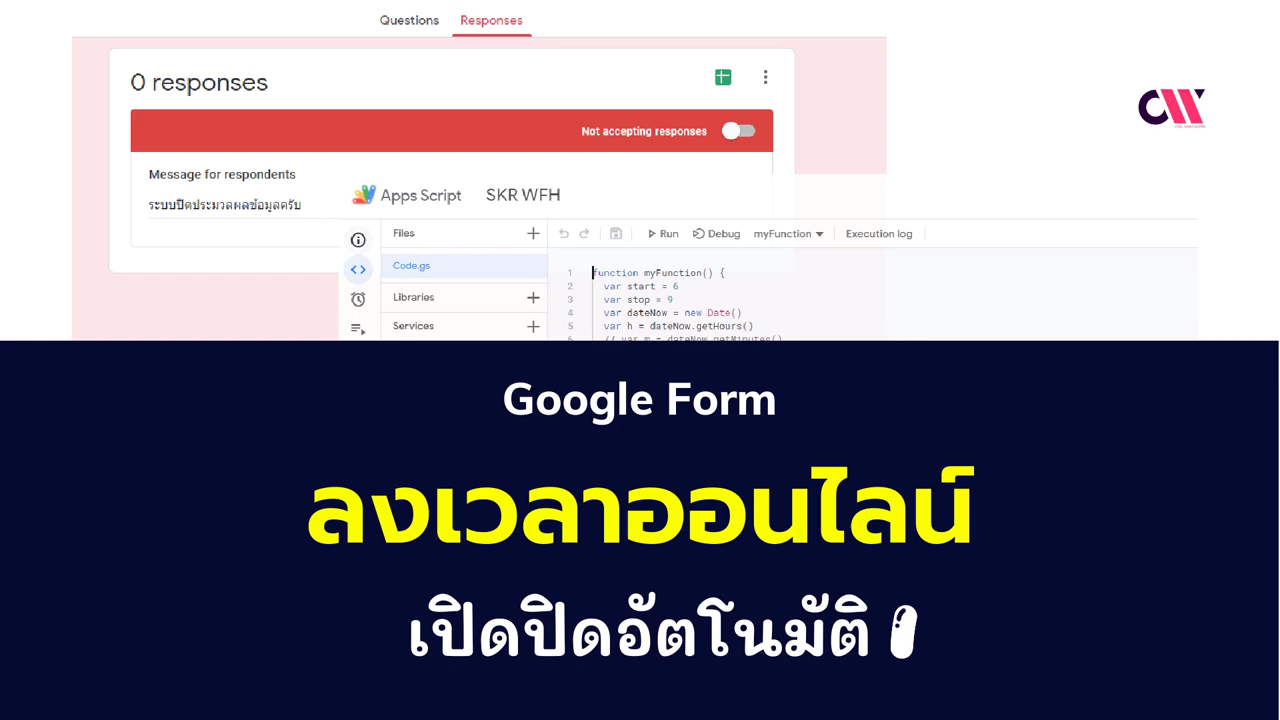 Questions Responses
0 responses
Not accepting responses
Message for respondents
ระบบปิดประมวลผลข้อมูลครับ
Apps Script SKR WFH
Files
Run Debug myFunction Execution log
Code.gs
1 function myFunction() {
2 var start = 6
Libraries
3 var stop = 9
4 var dateNow = new Date()
Services
5 var h = dateNow.getHours()
6 // var m = dateNow.getMinutes()
Google Form
ลงเวลาออนไลน์
เปิดปิดอัตโนมัติ